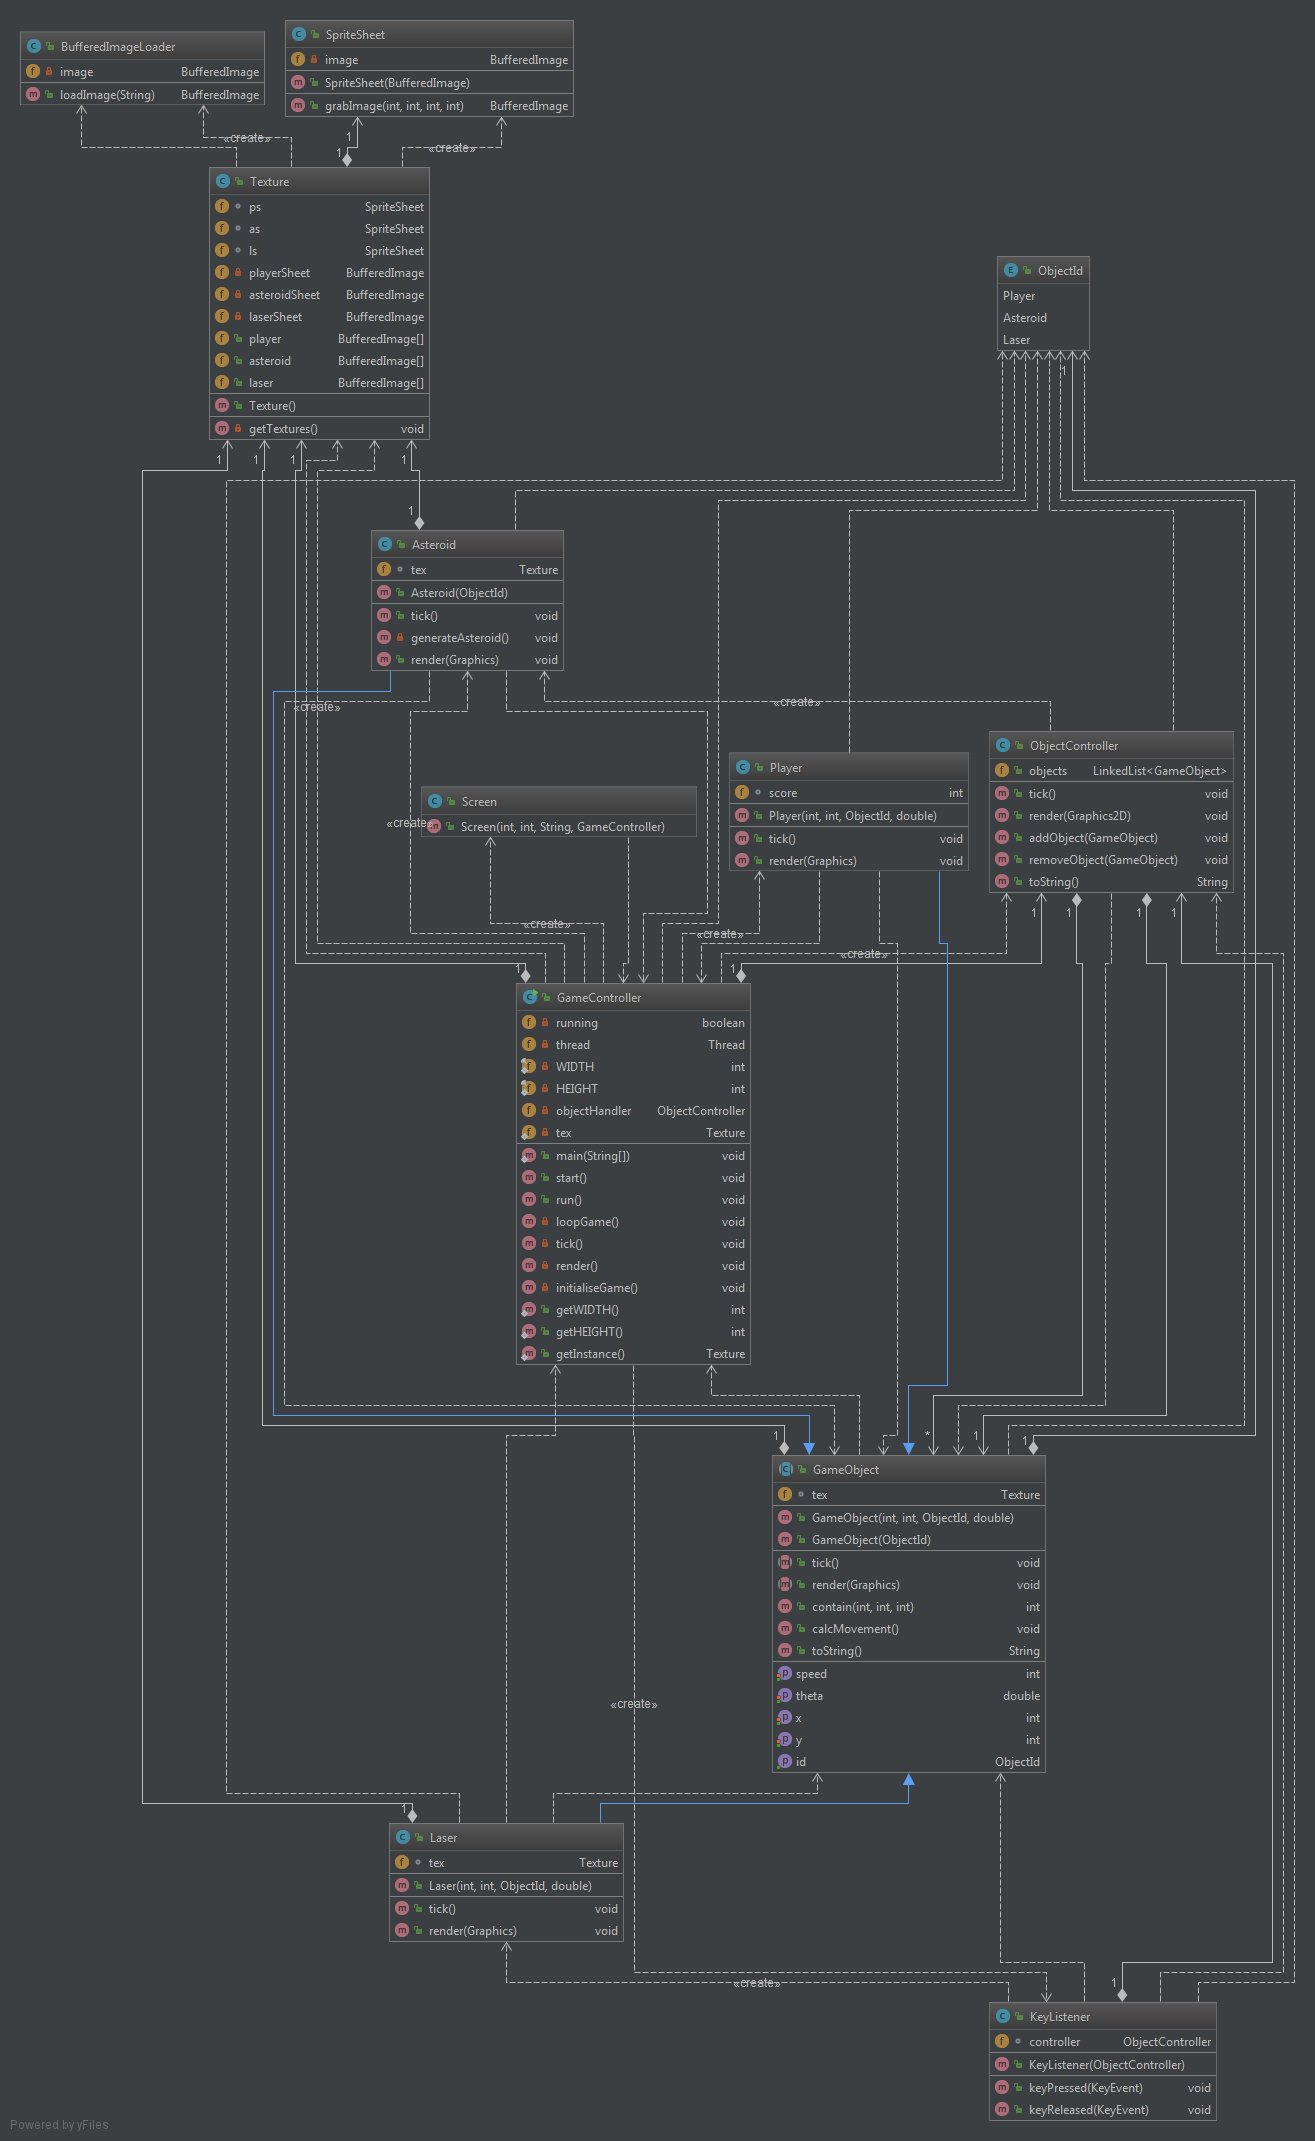 BufferedImageLoader
image BufferedImage
loadImage(String) BufferedImage
SpriteSheet
image BufferedImage
SpriteSheet(BufferedImage)
grabImage(int, int, int, int) BufferedImage
«create»
1
1
«create»
Texture
ps SpriteSheet
as SpriteSheet
ls SpriteSheet
playerSheet BufferedImage
asteroidSheet BufferedImage
laserSheet BufferedImage
player BufferedImage[]
asteroid BufferedImage[]
laser BufferedImage[]
Texture()
getTextures() void
ObjectId
Player
Asteroid
Laser
1
1 1 1 1
1
Asteroid
tex Texture
Asteroid(ObjectId)
tick() void
generateAsteroid() void
render(Graphics) void
«create»
«create»
ObjectController
objects LinkedList<GameObject>
tick() void
render(Graphics2D) void
addObject(GameObject) void
removeObject(GameObject) void
toString() String
Player
score int
Player(int, int, ObjectId, double)
tick() void
render(Graphics) void
Screen
Screen(int, int, String, GameController)
«create»
1 1 1 1
«create»
«create»
«create»
1 1
GameController
running boolean
thread Thread
WIDTH int
HEIGHT int
objectHandler ObjectController
tex Texture
main(String[]) void
start() void
run() void
loopGame() void
tick() void
render() void
initialiseGame() void
getWIDTH() int
getHEIGHT() int
getInstance() Texture
1 * 1 1
GameObject
tex Texture
GameObject(int, int, ObjectId, double)
GameObject(ObjectId)
tick() void
render(Graphics) void
contain(int, int, int) int
calcMovement() void
toString() String
speed int
theta double
x int
y int
id ObjectId
«create»
1
Laser
tex Texture
Laser(int, int, ObjectId, double)
tick() void
render(Graphics) void
«create»
1
KeyListener
controller ObjectController
KeyListener(ObjectController)
keyPressed(KeyEvent) void
keyReleased(KeyEvent) void
Powered by yFiles